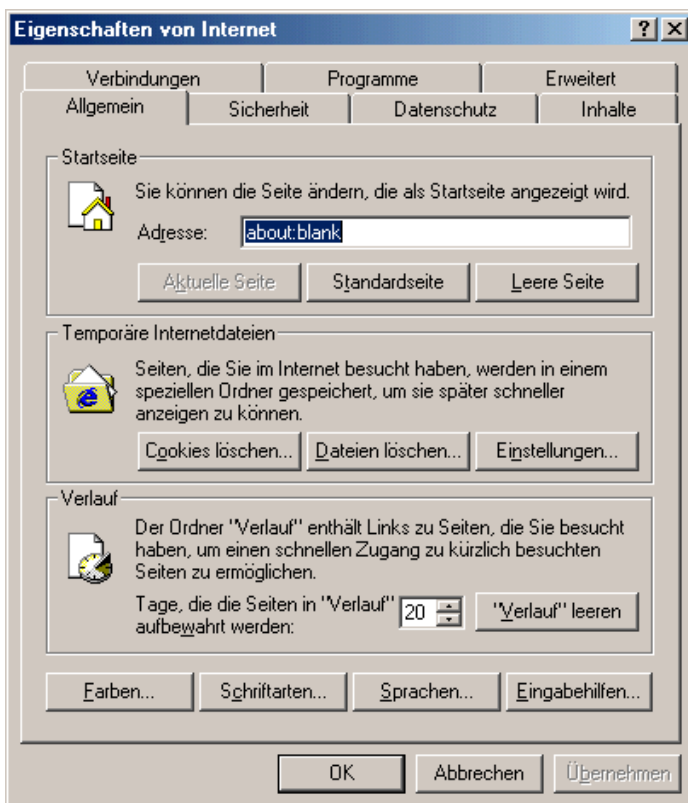 Eigenschaften von Internet
Verbindungen Programme Erweitert
Allgemein Sicherheit Datenschutz Inhalte
Startseite
Sie können die Seite ändern, die als Startseite angezeigt wird.
Adresse: about:blank
Aktuelle Seite Standardseite Leere Seite
Temporäre Internetdateien
Seiten, die Sie im Internet besucht haben, werden in einem
speziellen Ordner gespeichert, um sie später schneller
anzeigen zu können.
Cookies löschen... Dateien löschen... Einstellungen...
Verlauf
Der Ordner "Verlauf" enthält Links zu Seiten, die Sie besucht
haben, um einen schnellen Zugang zu kürzlich besuchten
Seiten zu ermöglichen.
Tage, die die Seiten in "Verlauf"
aufbewahrt werden: 20 "Verlauf" leeren
Farben... Schriftarten... Sprachen... Eingabehilfen...
OK Abbrechen Übernehmen